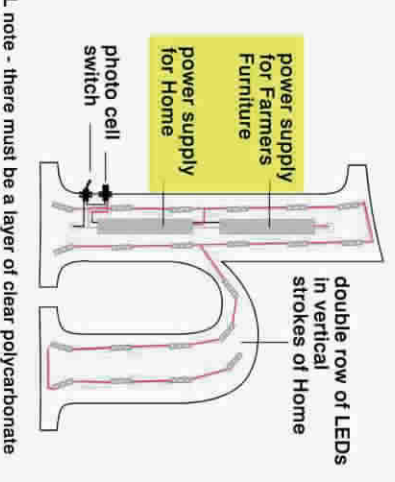 power supply
for Farmers
Furniture
power supply
for Home
photo cell
switch
double row of LEDs
in vertical
strokes of Home
note - there must be a layer of clear polycarbonate